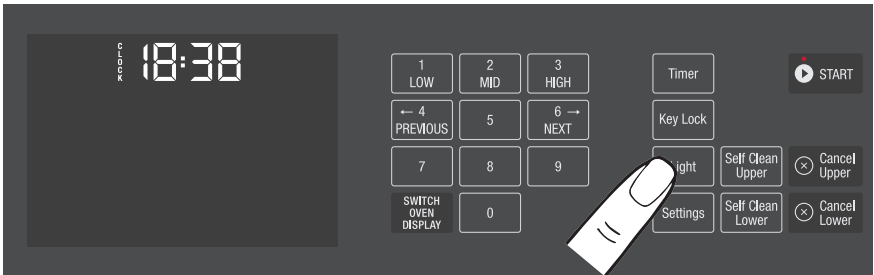 CLOCK
18:38
1
LOW
2
MID
3
HIGH
← 4
PREVIOUS
5
6 →
NEXT
7
8
9
SWITCH
OVEN
DISPLAY
0
Timer
Key Lock
Settings
Self Clean
Upper
Self Clean
Lower
START
Cancel
Upper
Cancel
Lower